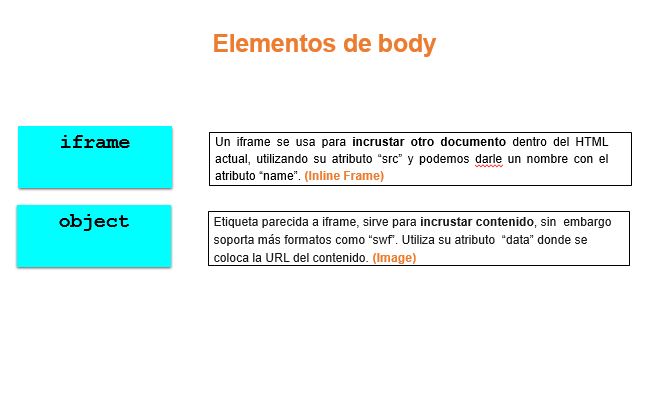 Elementos de body
iframe
Un iframe se usa para incrustar otro documento dentro del HTML
actual, utilizando su atributo “src” y podemos darle un nombre con el
atributo “name”. (Inline Frame)
object
Etiqueta parecida a iframe, sirve para incrustar contenido, sin embargo
soporta más formatos como “swf”. Utiliza su atributo “data” donde se
coloca la URL del contenido. (Image)